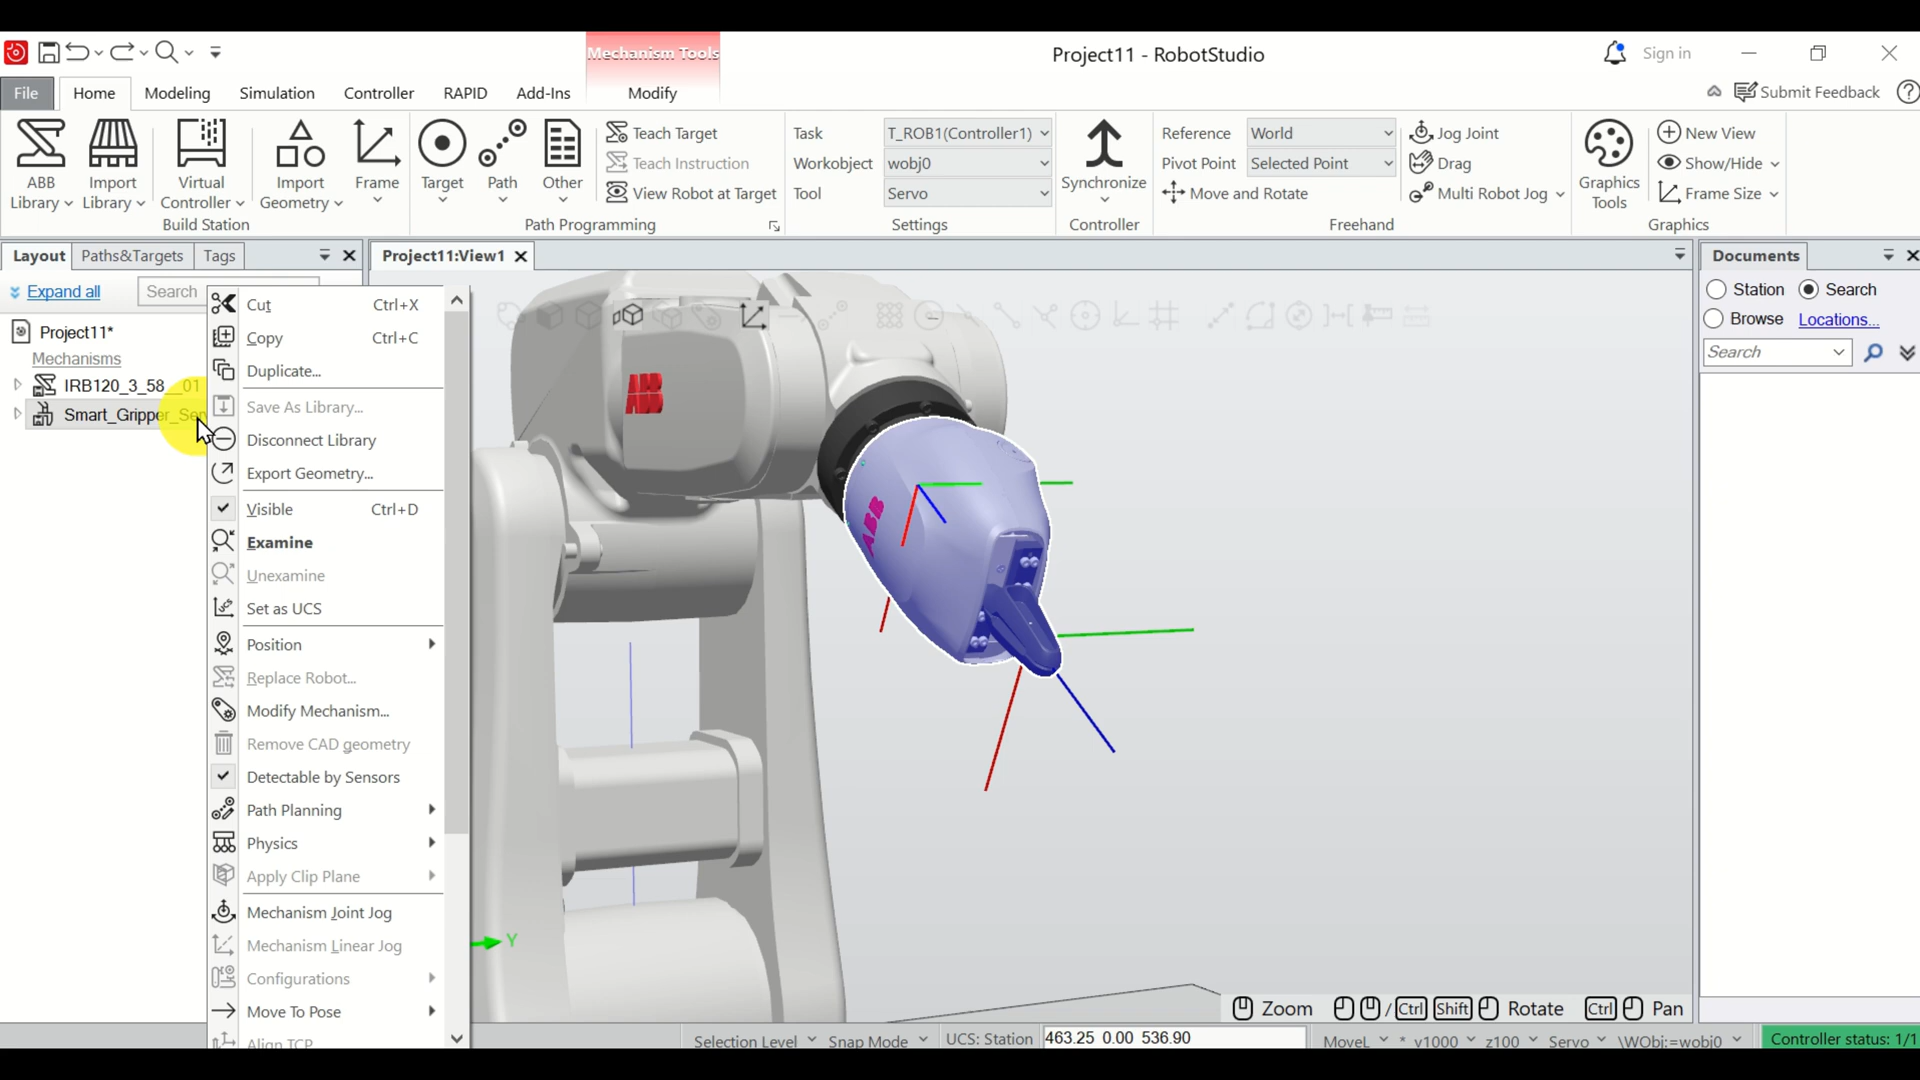 Mechanism Tools
Project11 - RobotStudio
Sign in
File Home Modeling Simulation Controller RAPID Add-Ins Modify
Submit Feedback
ABB Library
Import Library
Virtual Controller
Build Station
Import Geometry
Frame
Target
Path
Other
Teach Target
Teach Instruction
View Robot at Target
Path Programming
Task T_ROB1(Controller1)
Workobject wobj0
Tool Servo
Settings
Synchronize
Controller
Reference World
Pivot Point Selected Point
Move and Rotate
Jog Joint
Drag
Multi Robot Jog
Freehand
Graphics Tools
New View
Show/Hide
Frame Size
Graphics
Layout Paths&Targets Tags
Project11:View1
Documents
Expand all
Search
Project11*
Mechanisms
IRB120_3_58__01
Smart_Gripper_Ser
Cut Ctrl+X
Copy Ctrl+C
Duplicate...
Save As Library...
Disconnect Library
Export Geometry...
Visible Ctrl+D
Examine
Unexamine
Set as UCS
Position
Replace Robot...
Modify Mechanism...
Remove CAD geometry
Detectable by Sensors
Path Planning
Physics
Apply Clip Plane
Mechanism Joint Jog
Mechanism Linear Jog
Configurations
Move To Pose
Align TCP
ABB
ABB
Y
Station Search
Browse Locations...
Search
Zoom / Ctrl Shift Rotate Ctrl Pan
Selection Level Snap Mode UCS: Station 463.25 0.00 536.90 MoveL * v1000 z100 Servo \WObj:=wobj0 Controller status: 1/1